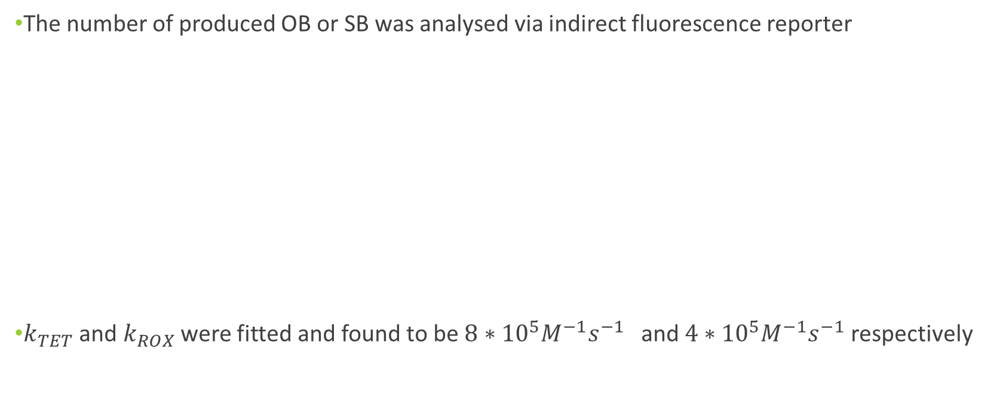 •The number of produced OB or SB was analysed via indirect fluorescence reporter
•$k_{TET}$ and $k_{ROX}$ were fitted and found to be $8 * 10^5 M^{-1}s^{-1}$ and $4 * 10^5 M^{-1}s^{-1}$ respectively